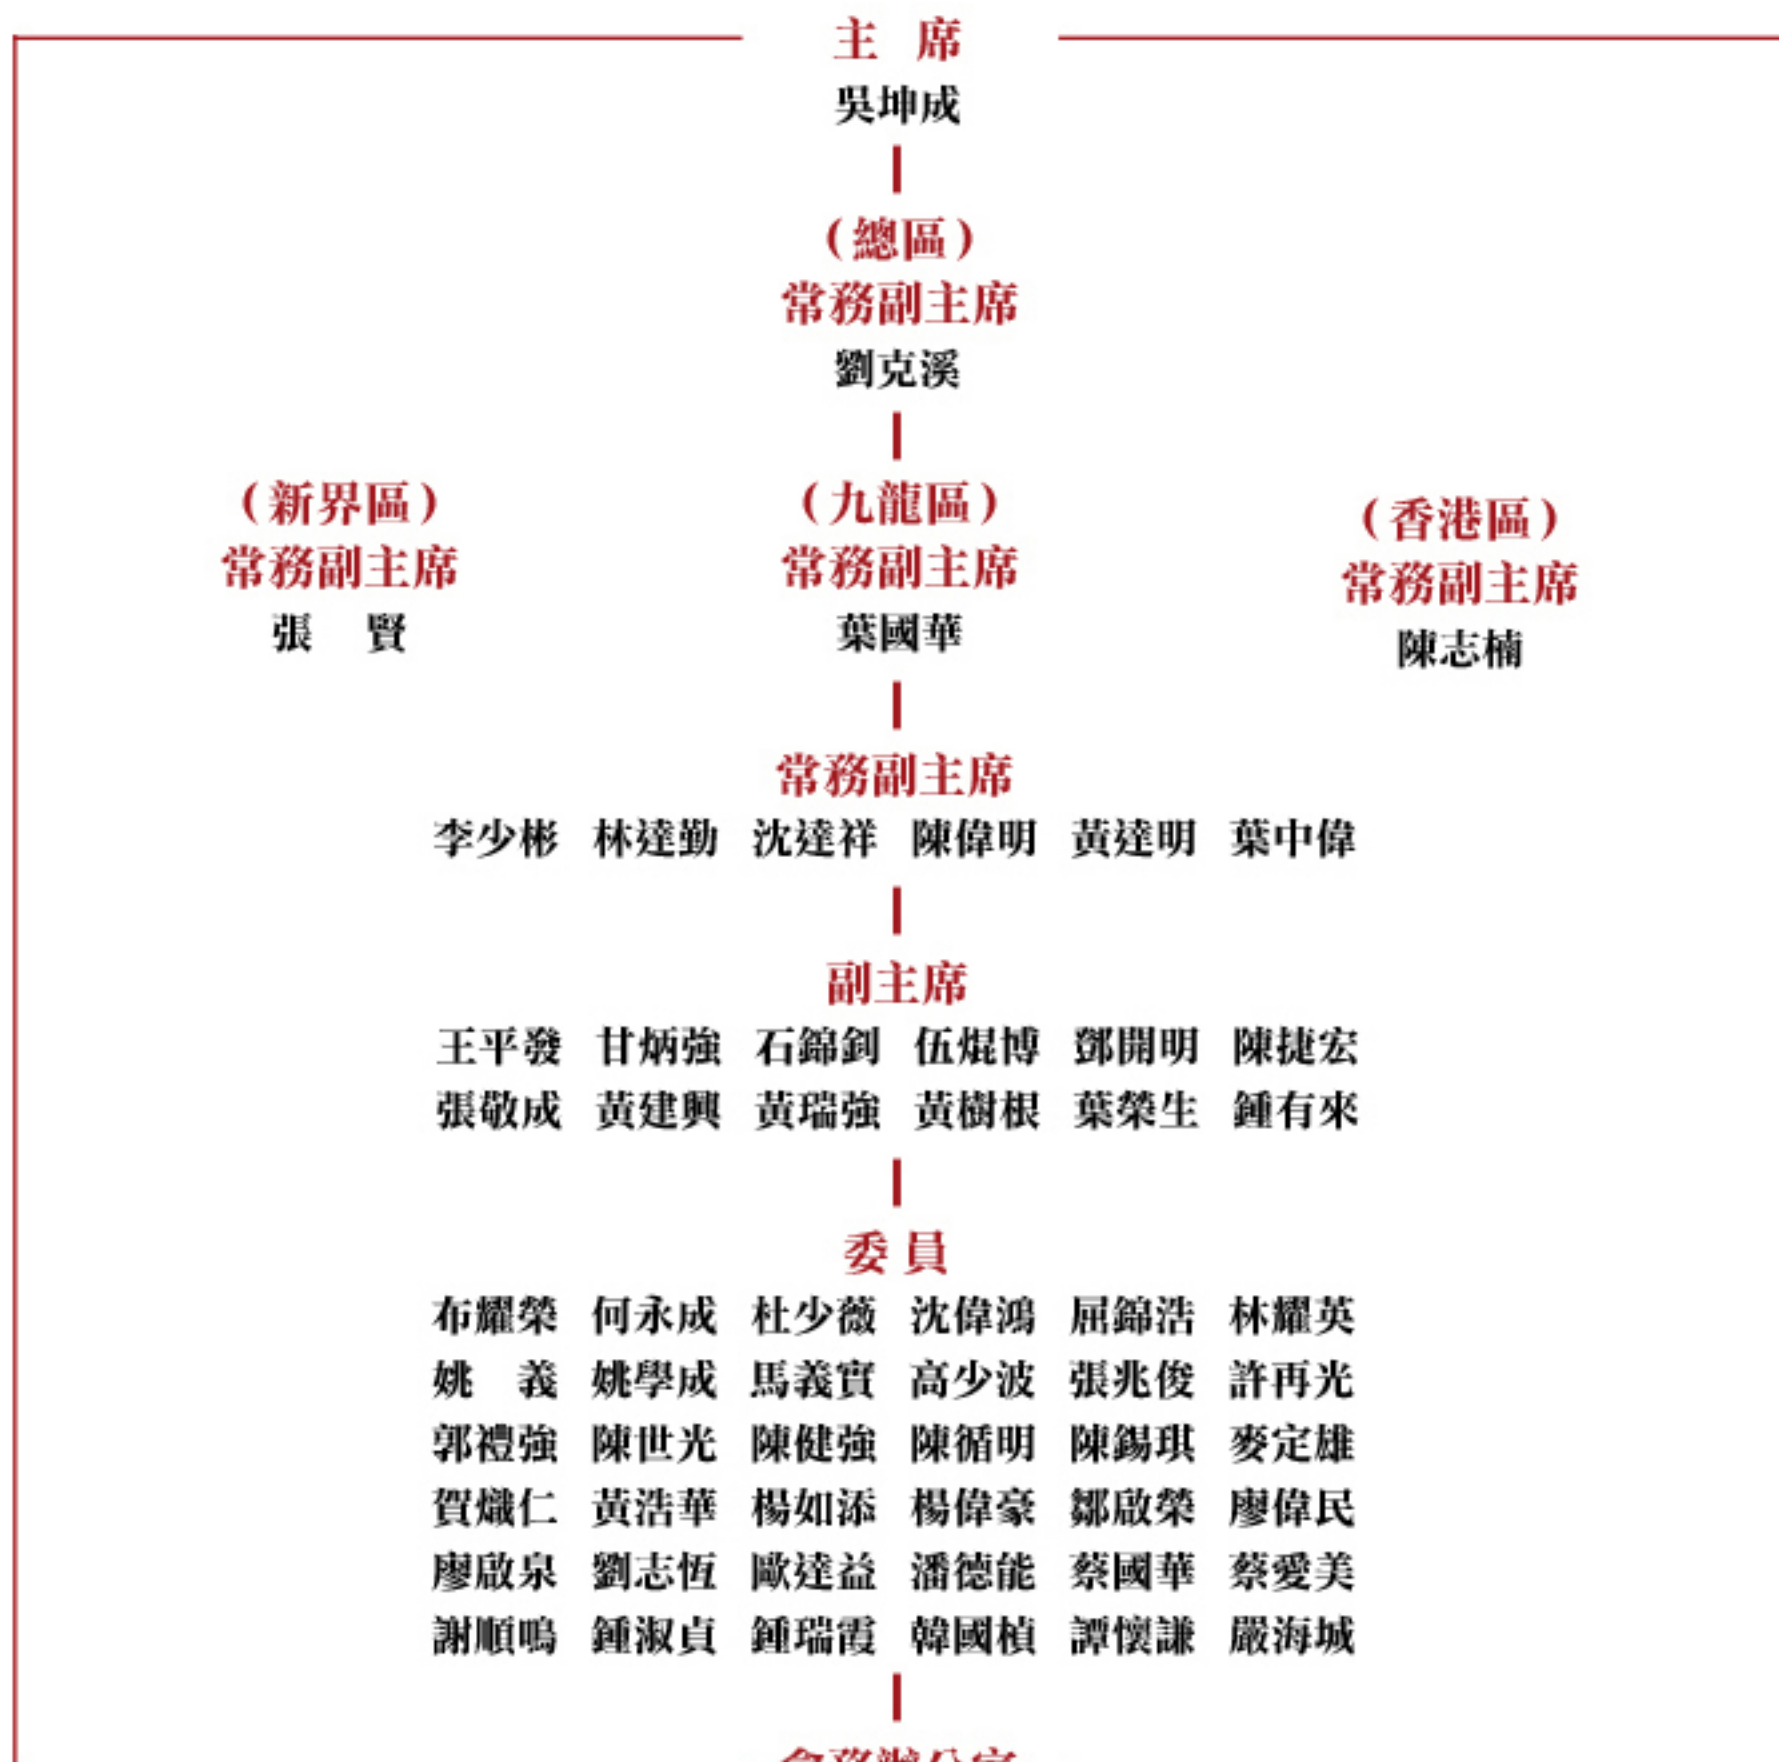 主 席
吳坤成
(總區)
常務副主席
劉克溪
(新界區)
常務副主席
張 賢
(九龍區)
常務副主席
葉國華
(香港區)
常務副主席
陳志楠
常務副主席
李少彬 林達勤 沈達祥 陳偉明 黃達明 葉中偉
副主席
王平發 甘炳強 石錦釗 伍焜博 鄧開明 陳捷宏
張敬成 黃建興 黃瑞強 黃樹根 葉榮生 鍾有來
委 員
布耀榮 何永成 杜少薇 沈偉鴻 屈錦浩 林耀英
姚 義 姚學成 馬義實 高少波 張兆俊 許再光
郭禮強 陳世光 陳健強 陳循明 陳錫琪 麥定雄
賀熾仁 黃浩華 楊如添 楊偉豪 鄒啟榮 廖偉民
廖啟泉 劉志恆 歐達益 潘德能 蔡國華 蔡愛美
謝順鳴 鍾淑貞 鍾瑞霞 韓國楨 譚懷謙 嚴海城
會務辦公室